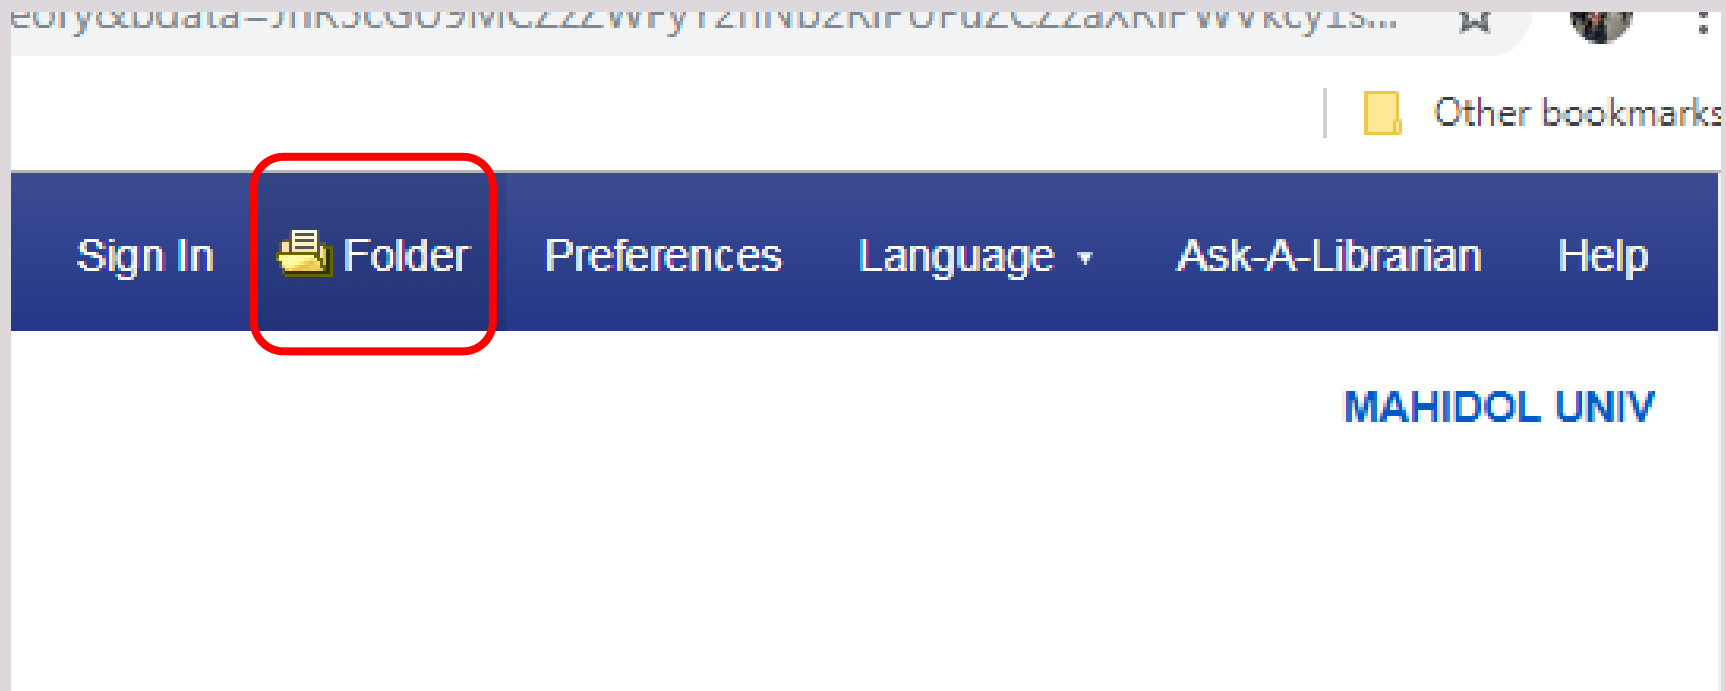 Other bookmarks
Sign In Folder Preferences Language Ask-A-Librarian Help
MAHIDOL UNIV